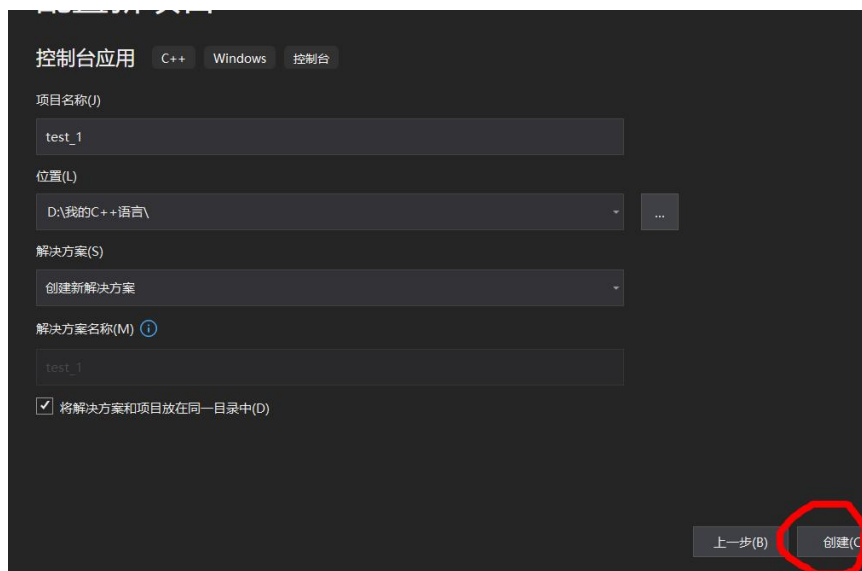 控制台应用 C++ Windows 控制台
项目名称(J)
test_1
位置(L)
D:\我的C++语言\
...
解决方案(S)
创建新解决方案
解决方案名称(M)
test_1
将解决方案和项目放在同一目录中(D)
上一步(B) 创建(C